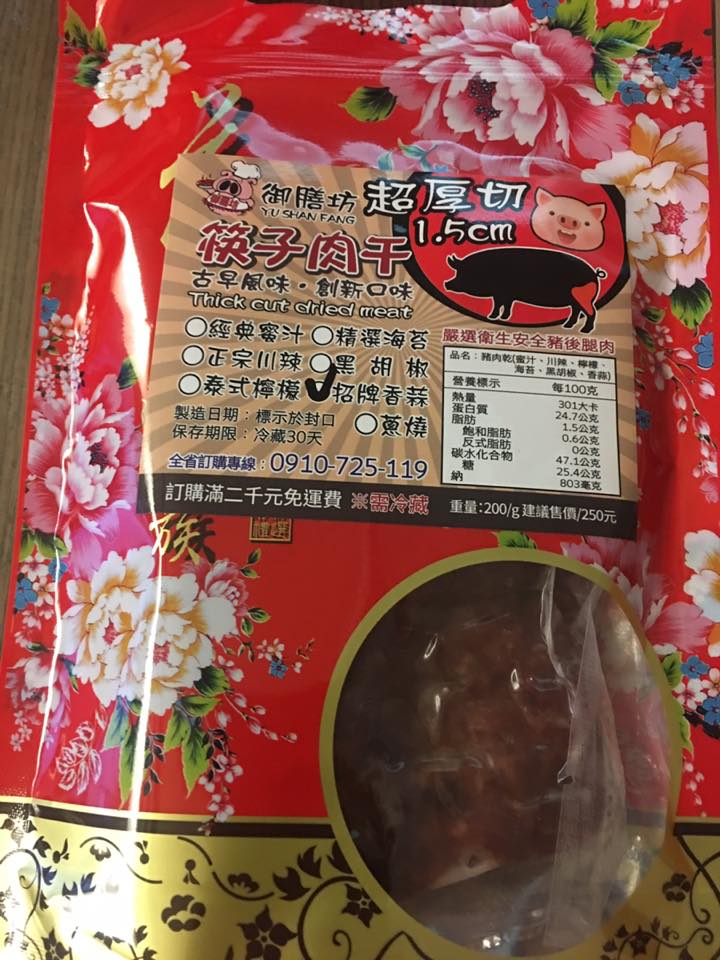 御膳坊
YU SHAN FANG
超厚切
1.5cm
筷子肉干
古早風味・創新口味
Thick cut dried meat
○經典蜜汁 ○精選海苔
○正宗川辣 ○黑胡椒
○泰式檸檬 ✓招牌香蒜
製造日期：標示於封口 ○蔥燒
保存期限：冷藏30天
全省訂購專線：0910-725-119
訂購滿二千元免運費 ※需冷藏
嚴選衛生安全豬後腿肉
品名：豬肉乾(蜜汁、川辣、檸檬、
海苔、黑胡椒、香蒜)
營養標示 每100克
熱量 301大卡
蛋白質 24.7公克
脂肪 1.5公克
飽和脂肪 0.6公克
反式脂肪 0公克
碳水化合物 47.1公克
糖 25.4公克
納 803毫克
重量:200/g 建議售價/250元
族